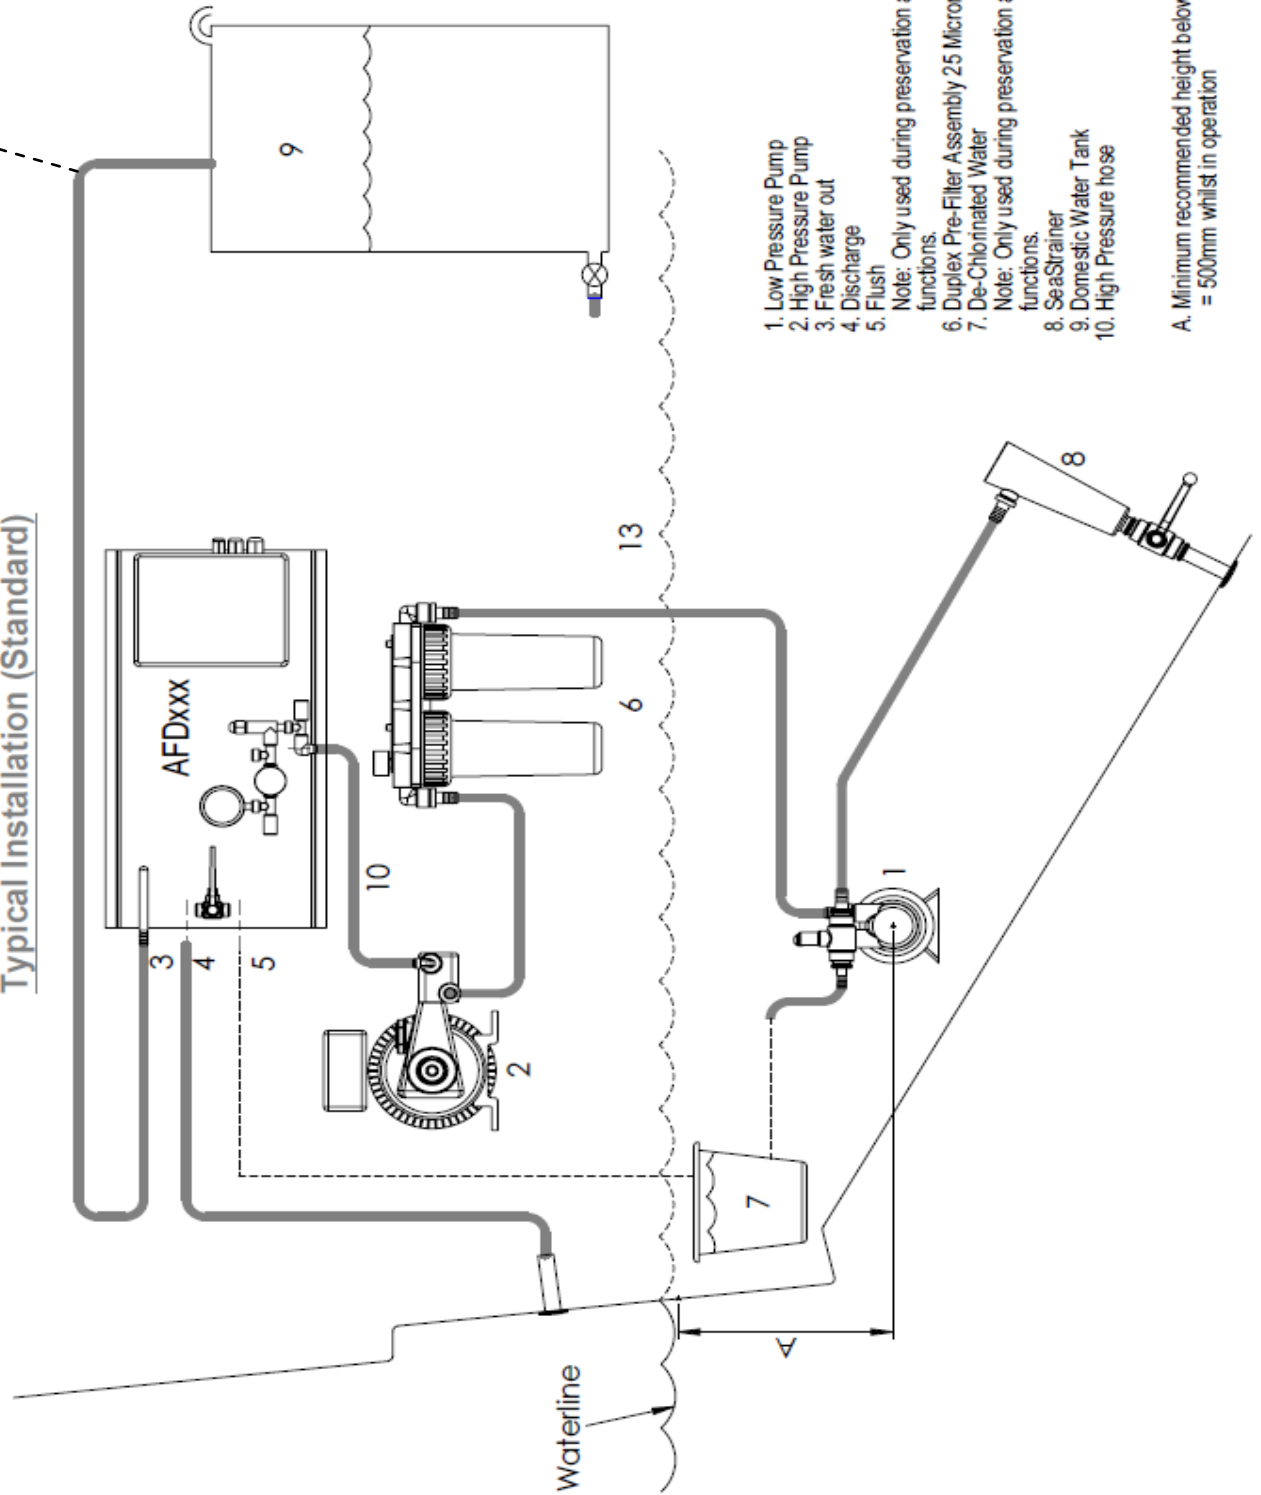 Typical Installation (Standard)
AFDxxx
3
4
5
10
2
6
13
9
7
1
8
A
Waterline
1. Low Pressure Pump
2. High Pressure Pump
3. Fresh water out
4. Discharge
5. Flush
Note: Only used during preservation a
functions.
6. Duplex Pre-Filter Assembly 25 Micro
7. De-Chlorinated Water
Note: Only used during preservation a
functions.
8. SeaStrainer
9. Domestic Water Tank
10. High Pressure hose
A. Minimum recommended height below
= 500mm whilst in operation